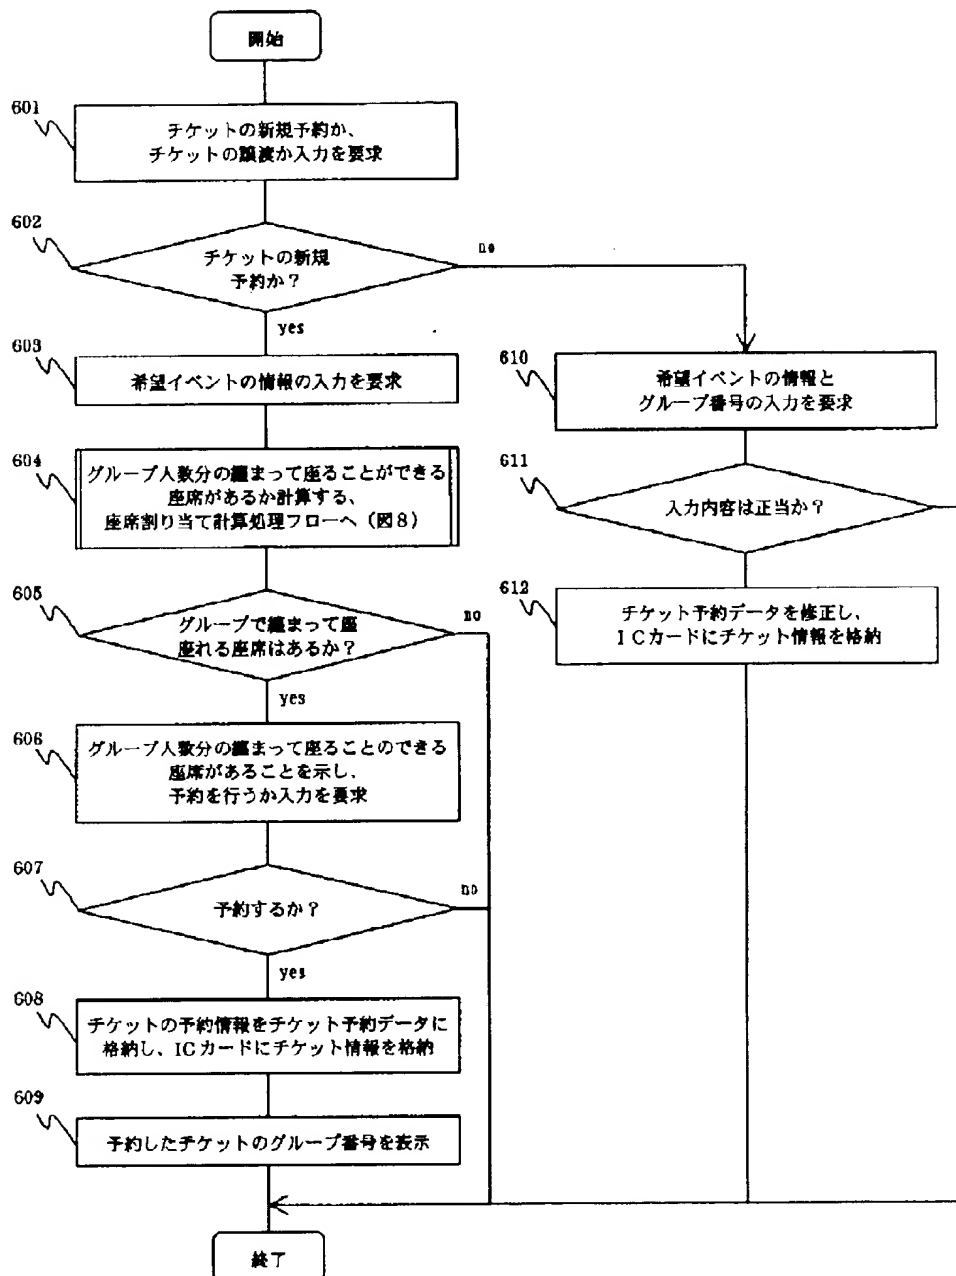 開始
601
チケットの新規予約か、
チケットの譲渡か入力を要求
602
チケットの新規
予約か？
no
yes
603
希望イベントの情報の入力を要求
604
グループ人数分の纏まって座ることができる
座席があるか計算する、
座席割り当て計算処理フローへ（図８）
605
グループで纏まって座
座れる座席はあるか？
no
yes
606
グループ人数分の纏まって座ることのできる
座席があることを示し、
予約を行うか入力を要求
607
予約するか？
no
yes
608
チケットの予約情報をチケット予約データに
格納し、ICカードにチケット情報を格納
609
予約したチケットのグループ番号を表示
610
希望イベントの情報と
グループ番号の入力を要求
611
入力内容は正当か？
612
チケット予約データを修正し、
ＩＣカードにチケット情報を格納
終了